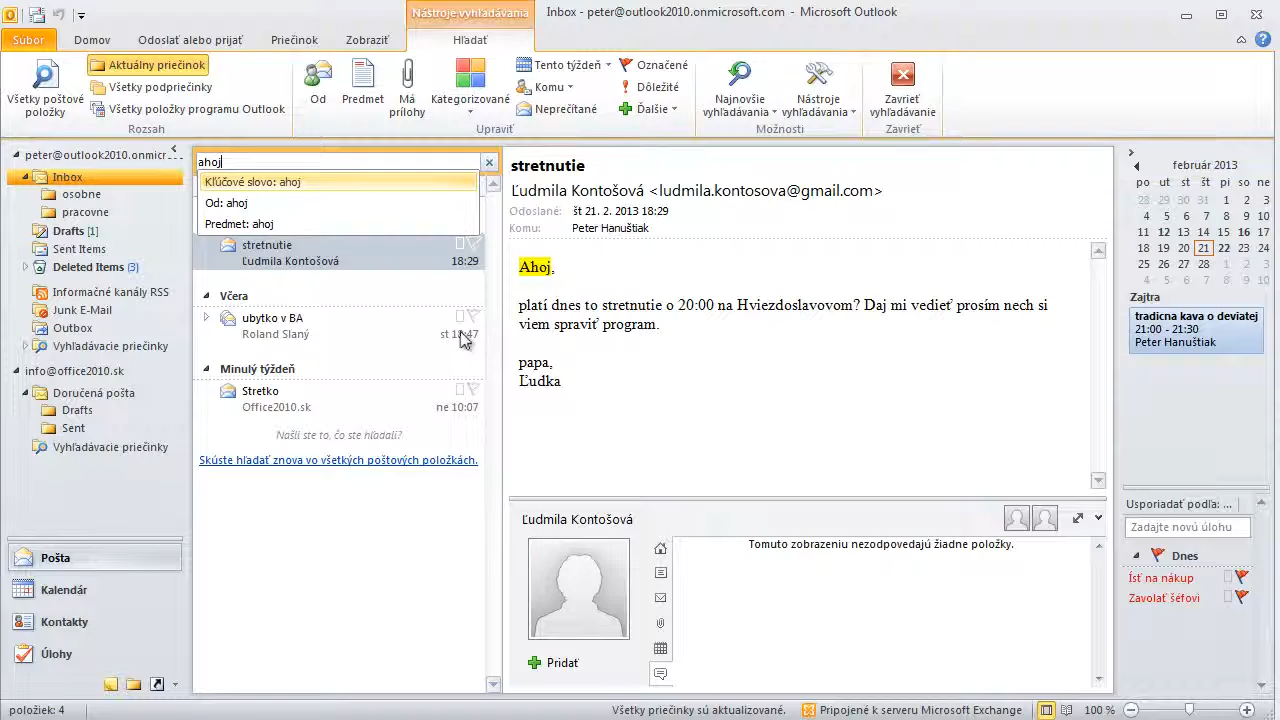 Nástroje vyhľadávania
Inbox - peter@outlook2010.onmicrosoft.com - Microsoft Outlook
Súbor
Domov
Odoslať alebo prijať
Priečinok
Zobraziť
Hľadať
Všetky poštové
položky
Aktuálny priečinok
Všetky podpriečinky
Všetky položky programu Outlook
Rozsah
Od
Predmet
Má
prílohy
Kategorizované
Tento týždeň
Komu
Neprečítané
Označené
Dôležité
Ďalšie
Upraviť
Najnovšie
vyhľadávania
Nástroje
vyhľadávania
Možnosti
Zavrieť
vyhľadávanie
Zavrieť
peter@outlook2010.onmicr...
Inbox
osobne
pracovne
Drafts [1]
Sent Items
Deleted Items (3)
Informačné kanály RSS
Junk E-Mail
Outbox
Vyhľadávacie priečinky
info@office2010.sk
Doručená pošta
Drafts
Sent
Vyhľadávacie priečinky
Pošta
Kalendár
Kontakty
Úlohy
ahoj
Kľúčové slovo: ahoj
Od: ahoj
Predmet: ahoj
stretnutie
Ľudmila Kontošová 18:29
Včera
ubytko v BA
Roland Slaný
Minulý týždeň
Stretko
Office2010.sk ne 10:07
Našli ste to, čo ste hľadali?
Skúste hľadať znova vo všetkých poštových položkách.
stretnutie
Ľudmila Kontošová <ludmila.kontosova@gmail.com>
Odoslané: št 21. 2. 2013 18:29
Komu: Peter Hanuštiak
Ahoj,
platí dnes to stretnutie o 20:00 na Hviezdoslavovom? Daj mi vedieť prosím nech si
viem spraviť program.
papa,
Ľudka
Ľudmila Kontošová
Tomuto zobrazeniu nezodpovedajú žiadne položky.
Pridať
február 2013
po ut st št pi so ne
28 29 30 31 1 2 3
4 5 6 7 8 9 10
11 12 13 14 15 16 17
18 19 20 21 22 23 24
25 26 27 28 1 2 3
Zajtra
tradicna kava o deviatej
21:00 - 21:30
Peter Hanuštiak
Usporiadať podľa: ...
Zadajte novú úlohu
Dnes
Ísť na nákup
Zavolať šéfovi
položiek: 4
Všetky priečinky sú aktualizované.
Pripojené k serveru Microsoft Exchange
100 %